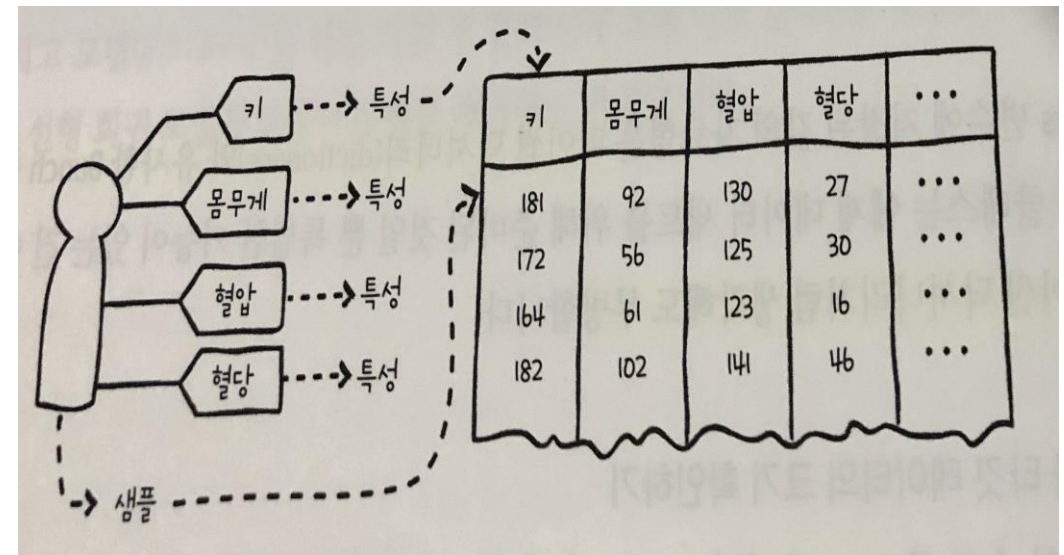 키 특성
몸무게 특성
혈압 특성
혈당 특성
샘플
키 몸무게 혈압 혈당 ...
181 92 130 27 ...
172 56 125 30 ...
164 61 123 16 ...
182 102 141 46 ...